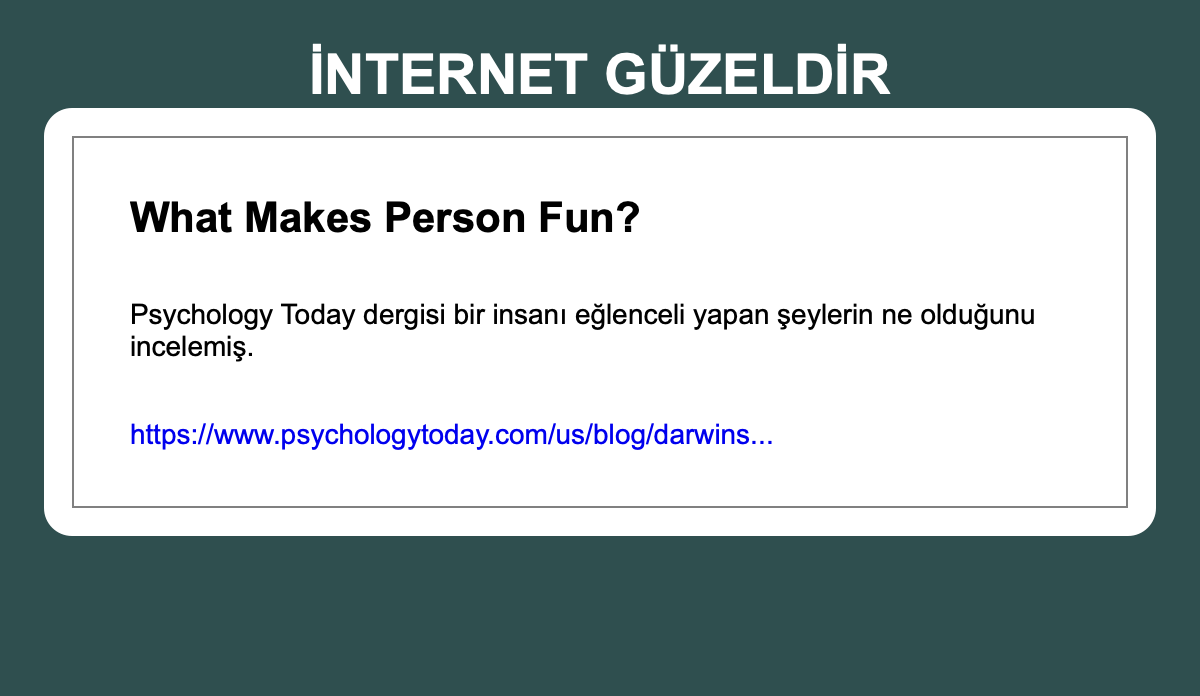 İNTERNET GÜZELDİR
What Makes Person Fun?
Psychology Today dergisi bir insanı eğlenceli yapan şeylerin ne olduğunu
incelemiş.
https://www.psychologytoday.com/us/blog/darwins...